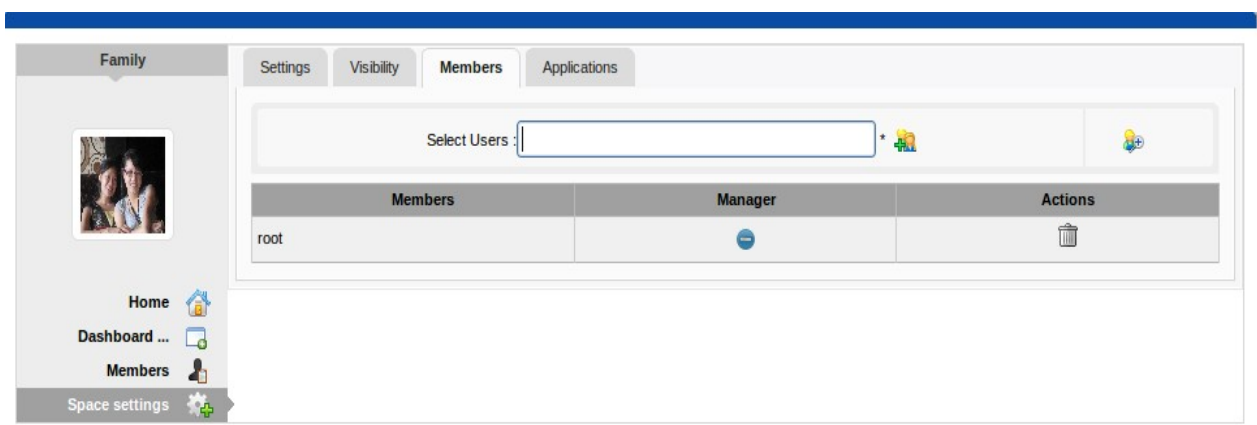 Family
Settings Visibility Members Applications
Select Users : *
Members Manager Actions
root
Home
Dashboard ...
Members
Space settings